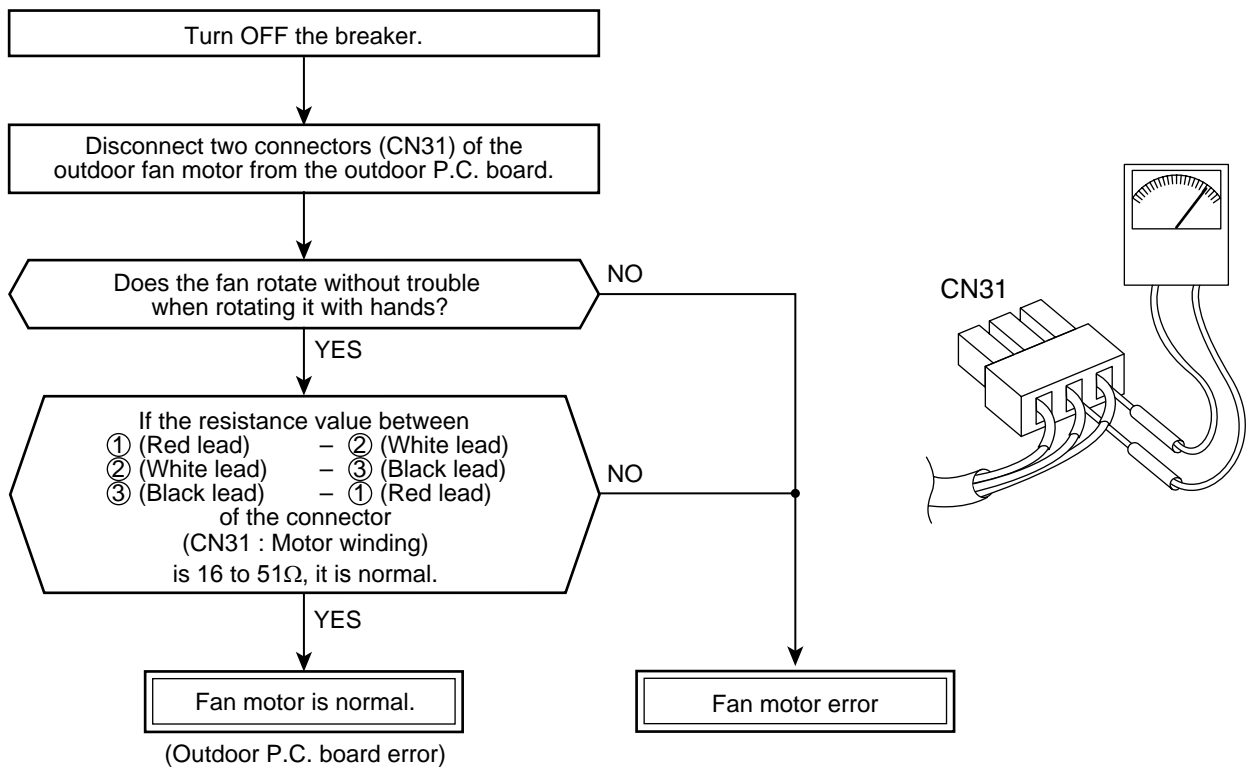 Turn OFF the breaker.
Disconnect two connectors (CN31) of the
outdoor fan motor from the outdoor P.C. board.
Does the fan rotate without trouble
when rotating it with hands?
NO
YES
If the resistance value between
① (Red lead) – ② (White lead)
② (White lead) – ③ (Black lead)
③ (Black lead) – ① (Red lead)
of the connector
(CN31 : Motor winding)
is 16 to 51Ω, it is normal.
NO
YES
Fan motor is normal.
(Outdoor P.C. board error)
Fan motor error
CN31